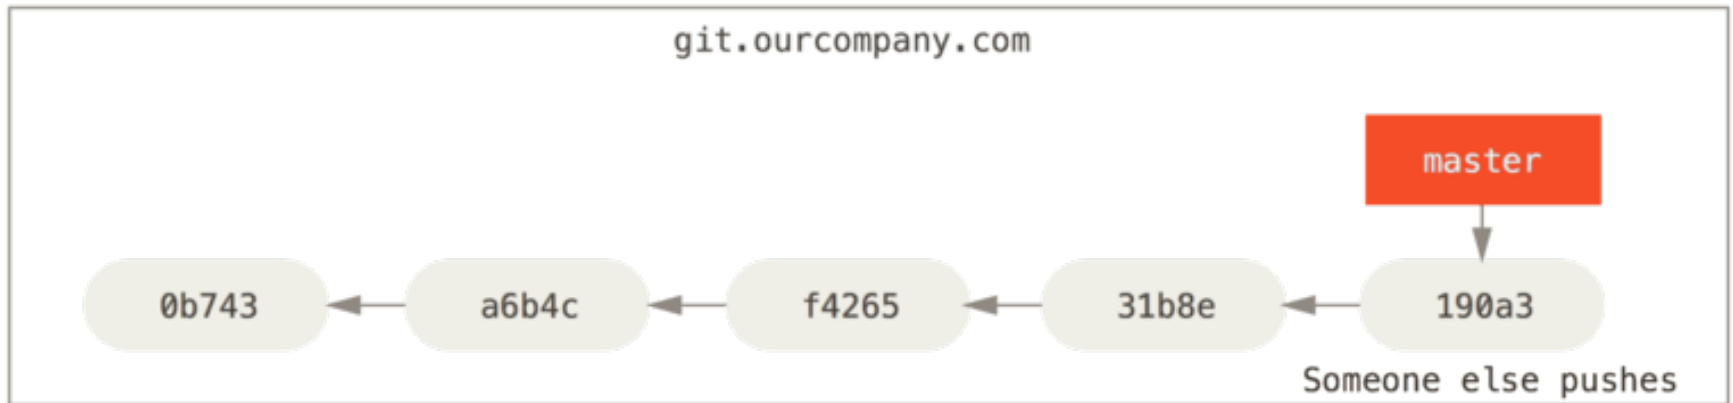 git.ourcompany.com
master
0b743 a6b4c f4265 31b8e 190a3
Someone else pushes